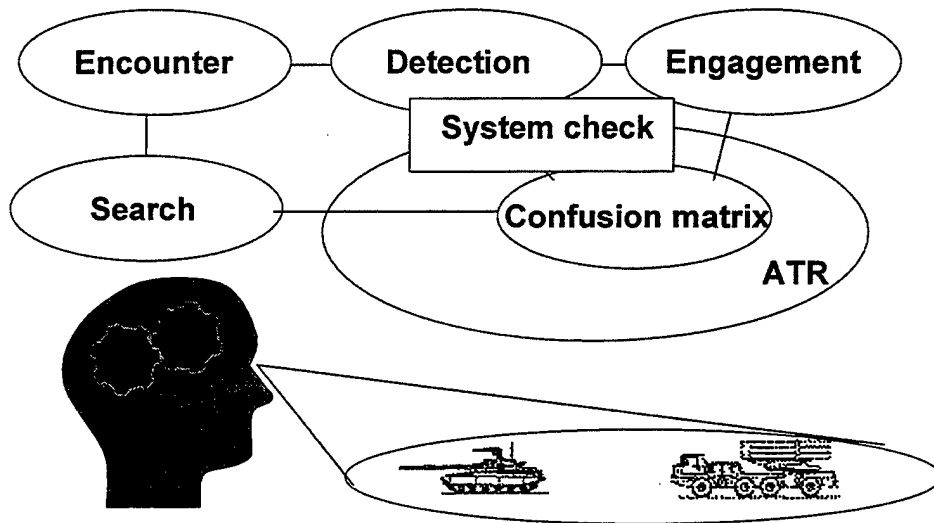 Encounter
Detection
Engagement
System check
Search
Confusion matrix
ATR